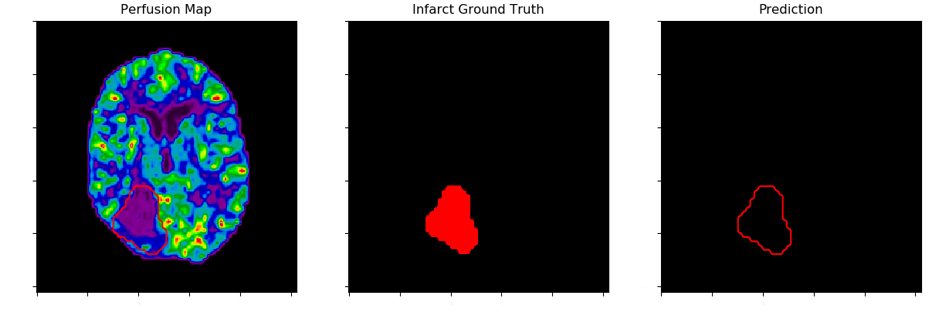 Perfusion Map
Infarct Ground Truth
Prediction